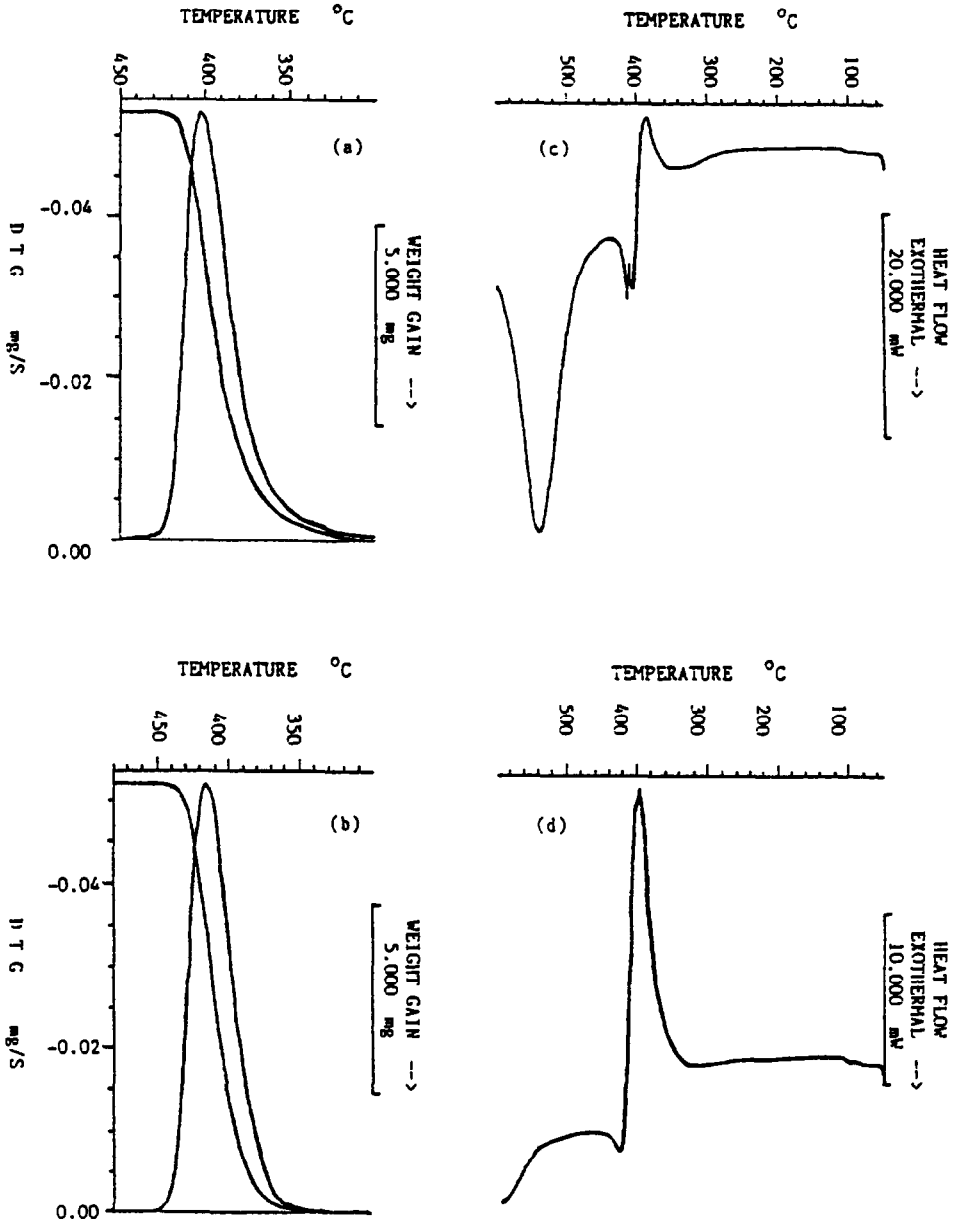 TEMPERATURE °C
450
400
350
(a)
-0.04
-0.02
0.00
D T G mg/S
WEIGHT GAIN --->
5.000 mg
TEMPERATURE °C
500
400
300
200
100
(c)
HEAT FLOW
EXOTHERMAL --->
20.000 mW
TEMPERATURE °C
450
400
350
(b)
-0.04
-0.02
0.00
D T G mg/S
WEIGHT GAIN --->
5.000 mg
TEMPERATURE °C
500
400
300
200
100
(d)
HEAT FLOW
EXOTHERMAL --->
10.000 mW